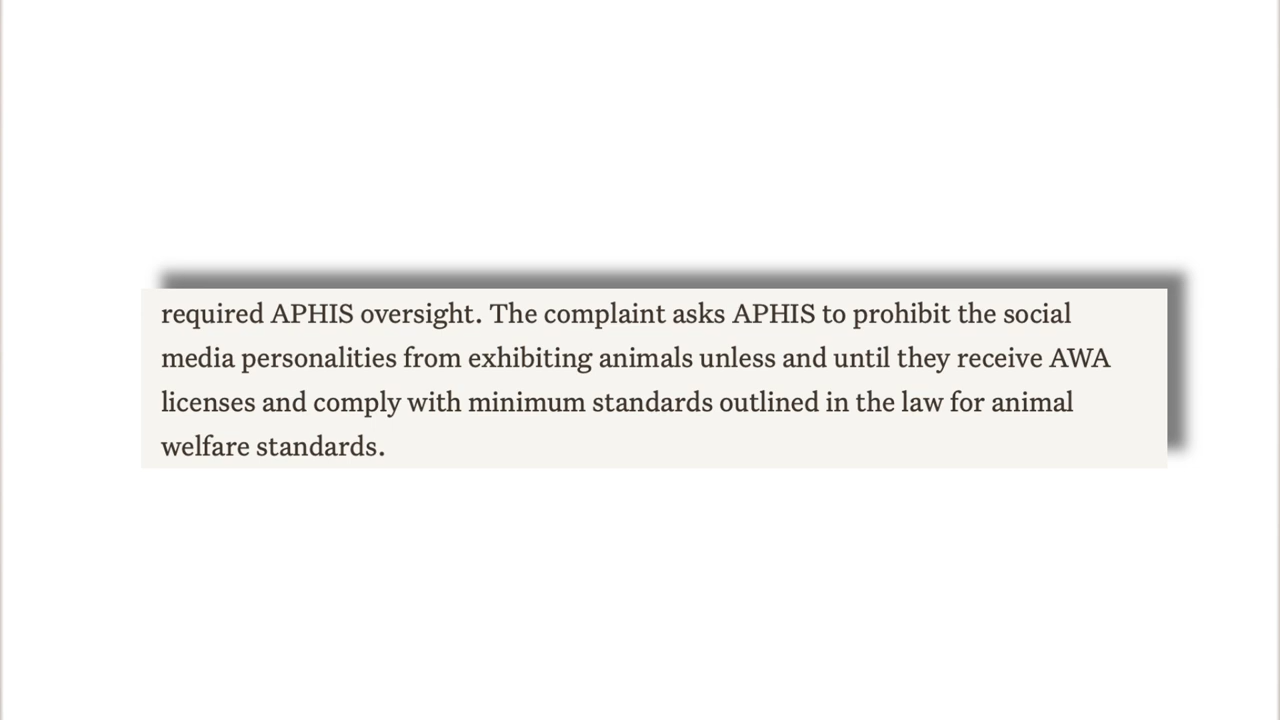 required APHIS oversight. The complaint asks APHIS to prohibit the social
media personalities from exhibiting animals unless and until they receive AWA
licenses and comply with minimum standards outlined in the law for animal
welfare standards.